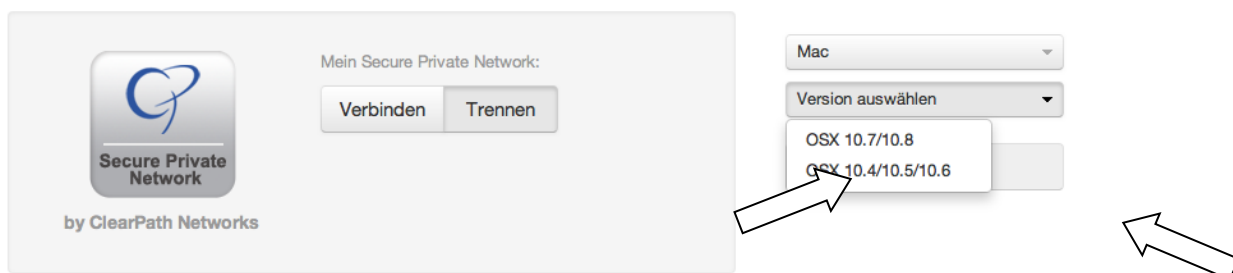 Mein Secure Private Network:
Verbinden
Trennen
Secure Private
Network
by ClearPath Networks
Mac
Version auswählen
OSX 10.7/10.8
OSX 10.4/10.5/10.6